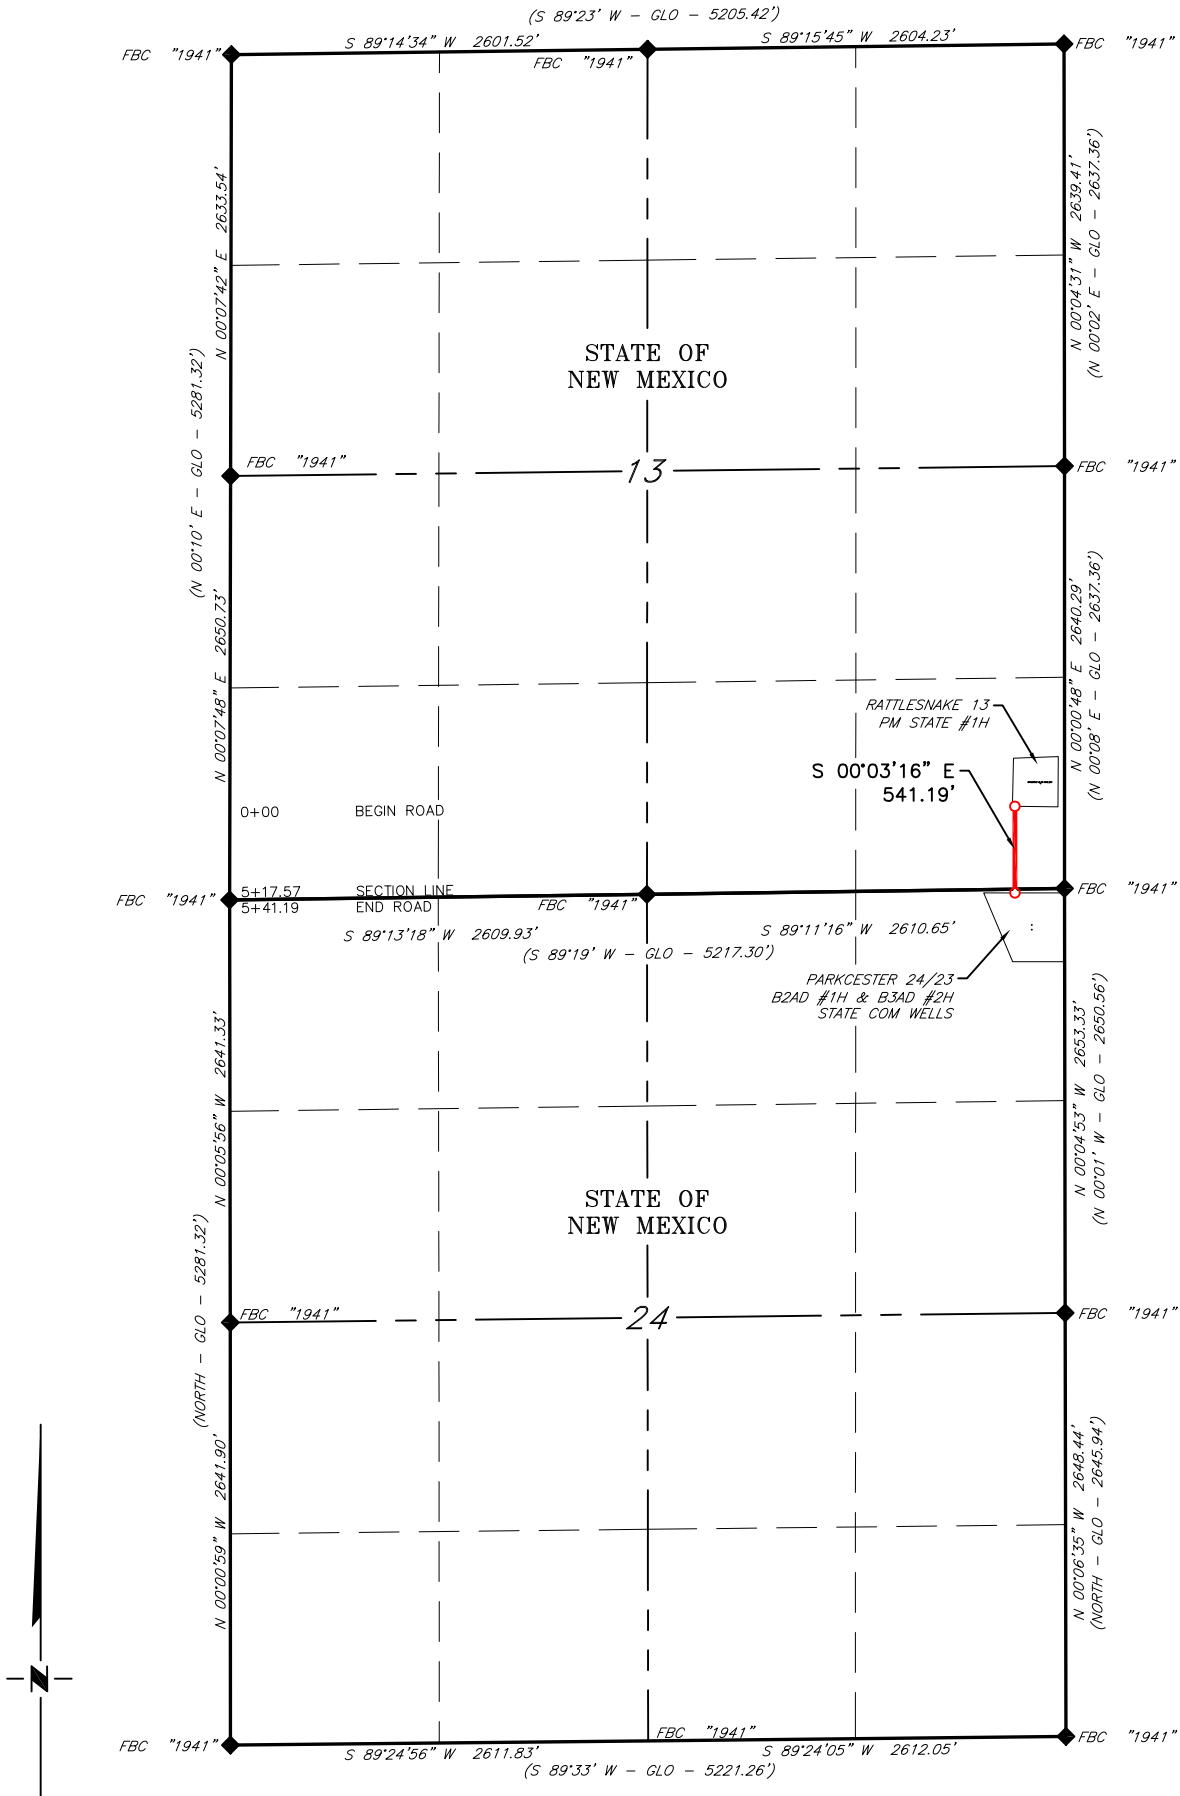 (S 89°23' W - GLO - 5205.42')
S 89°14'34" W 2601.52'
S 89°15'45" W 2604.23'
FBC "1941"
FBC "1941"
FBC "1941"
N 00°07'42" E 2633.54'
N 00°04'31" W 2639.41'
(N 00°02' E - GLO - 2637.36')
(N 00°10' E - GLO - 5281.32')
STATE OF
NEW MEXICO
FBC "1941"
13
FBC "1941"
N 00°07'48" E 2650.73'
N 00°00'48" E 2640.29'
(N 00°08' E - GLO - 2637.36')
RATTLESNAKE 13
PM STATE #1H
S 00°03'16" E
541.19'
0+00 BEGIN ROAD
5+17.57 SECTION LINE
5+41.19 END ROAD
FBC "1941"
FBC "1941"
FBC "1941"
S 89°13'18" W 2609.93'
S 89°11'16" W 2610.65'
(S 89°19' W - GLO - 5217.30')
PARKCESTER 24/23
B2AD #1H & B3AD #2H
STATE COM WELLS
N 00°05'56" W 2641.33'
N 00°04'53" W 2653.33'
(N 00°01' W - GLO - 2650.56')
STATE OF
NEW MEXICO
(NORTH - GLO - 5281.32')
FBC "1941"
24
FBC "1941"
N 00°00'59" W 2641.90'
N 00°06'35" W 2648.44'
(NORTH - GLO - 2645.94')
N
FBC "1941"
FBC "1941"
FBC "1941"
S 89°24'56" W 2611.83'
S 89°24'05" W 2612.05'
(S 89°33' W - GLO - 5221.26')